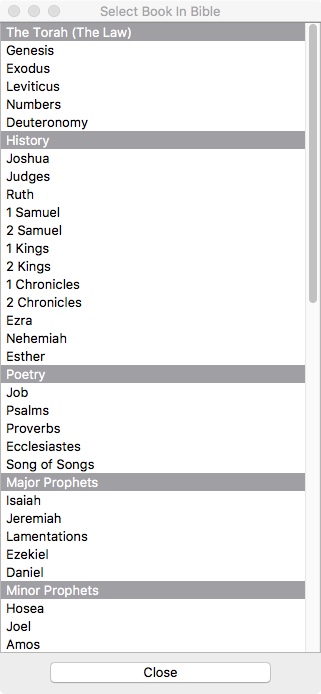 Select Book In Bible
The Torah (The Law)
Genesis
Exodus
Leviticus
Numbers
Deuteronomy
History
Joshua
Judges
Ruth
1 Samuel
2 Samuel
1 Kings
2 Kings
1 Chronicles
2 Chronicles
Ezra
Nehemiah
Esther
Poetry
Job
Psalms
Proverbs
Ecclesiastes
Song of Songs
Major Prophets
Isaiah
Jeremiah
Lamentations
Ezekiel
Daniel
Minor Prophets
Hosea
Joel
Amos
Close